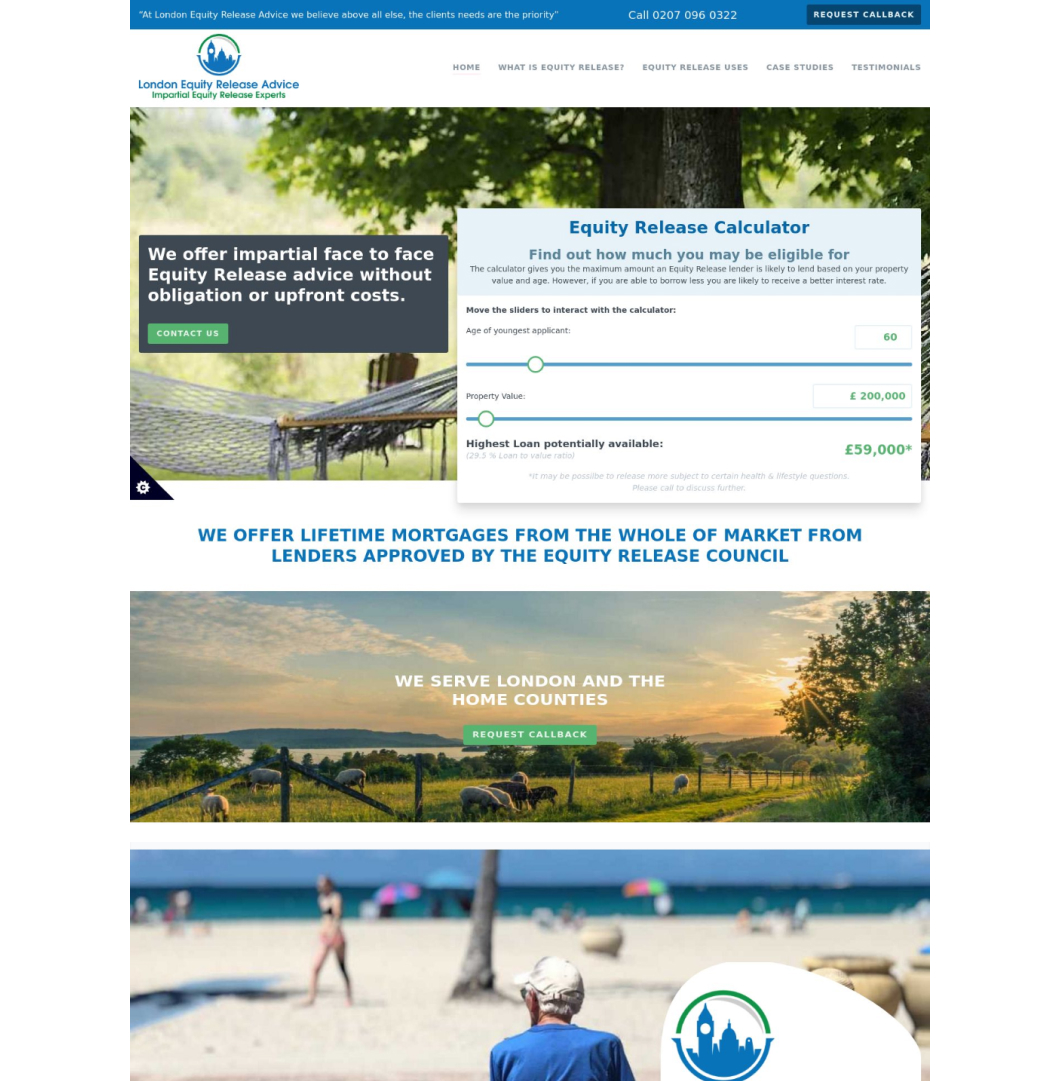 "At London Equity Release Advice we believe above all else, the clients needs are the priority"
Call 0207 096 0322
REQUEST CALLBACK
London Equity Release Advice
Impartial Equity Release Experts
HOME
WHAT IS EQUITY RELEASE?
EQUITY RELEASE USES
CASE STUDIES
TESTIMONIALS
We offer impartial face to face
Equity Release advice without
obligation or upfront costs.
CONTACT US
Equity Release Calculator
Find out how much you may be eligible for
The calculator gives you the maximum amount an Equity Release lender is likely to lend based on your property
value and age. However, if you are able to borrow less you are likely to receive a better interest rate.
Move the sliders to interact with the calculator:
Age of youngest applicant:
60
Property Value:
£ 200,000
Highest Loan potentially available:
(29.5 % Loan to value ratio)
£59,000*
*It may be possilbe to release more subject to certain health & lifestyle questions.
Please call to discuss further.
WE OFFER LIFETIME MORTGAGES FROM THE WHOLE OF MARKET FROM
LENDERS APPROVED BY THE EQUITY RELEASE COUNCIL
WE SERVE LONDON AND THE
HOME COUNTIES
REQUEST CALLBACK